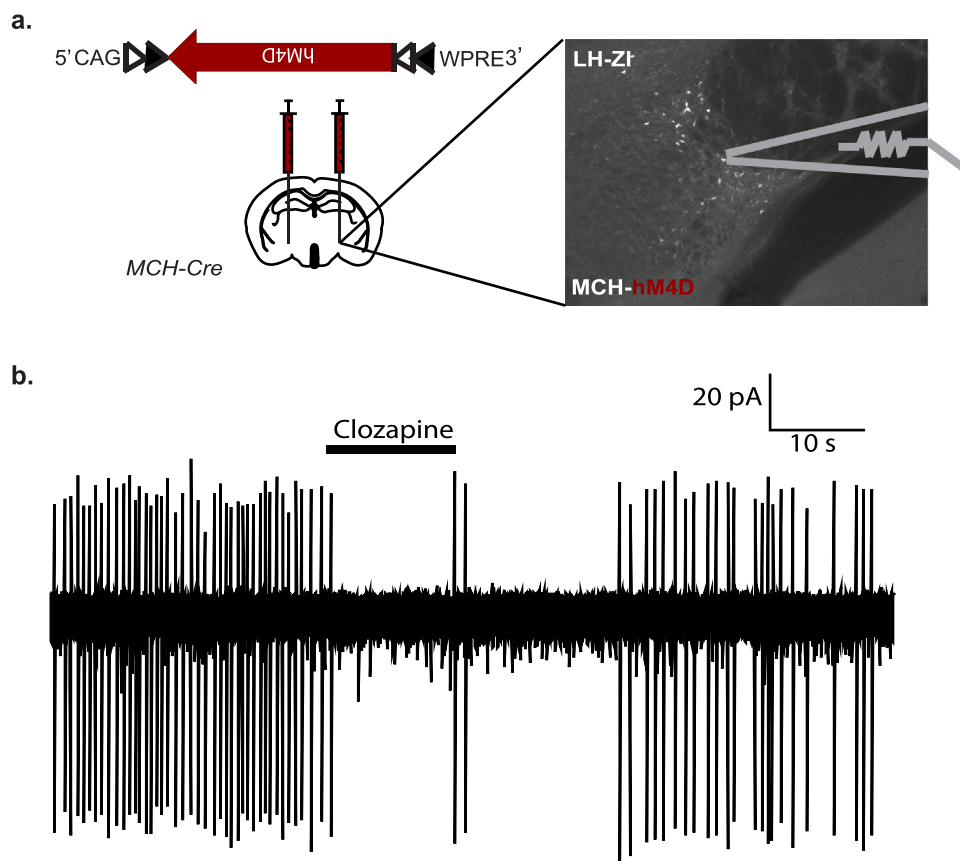 a.
5' CAG hM4D WPRE3'
LH-ZI
MCH-Cre
MCH-hM4D
b.
20 pA
10 s
Clozapine